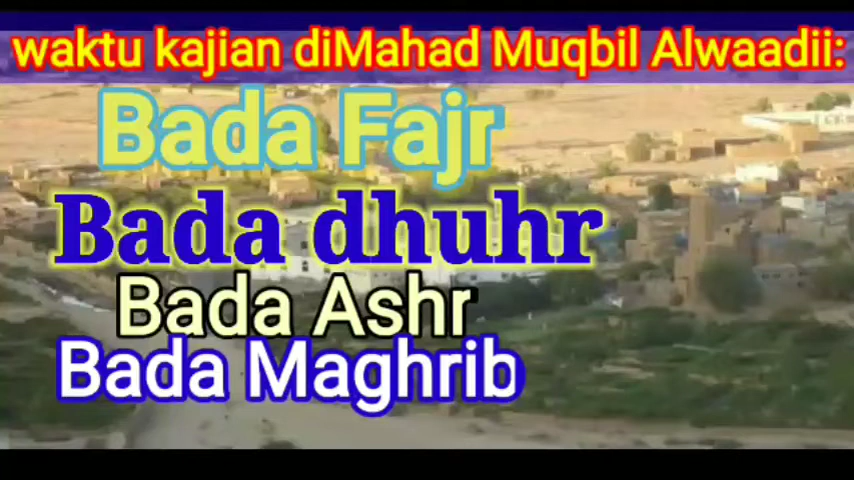 waktu kajian diMahad Muqbil Alwaadii:
Bada Fajr
Bada dhuhr
Bada Ashr
Bada Maghrib